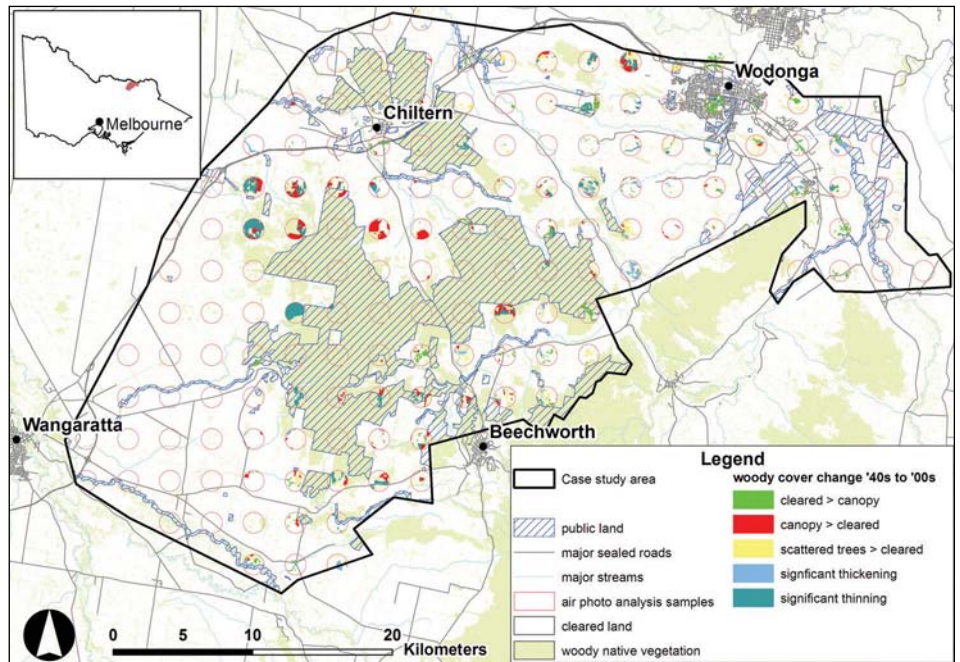 Melbourne
Wodonga
Chiltern
Wangaratta
Beechworth
Legend
Case study area
public land
major sealed roads
major streams
air photo analysis samples
cleared land
woody native vegetation
woody cover change '40s to '00s
cleared > canopy
canopy > cleared
scattered trees > cleared
signficant thickening
significant thinning
0 5 10 20
Kilometers